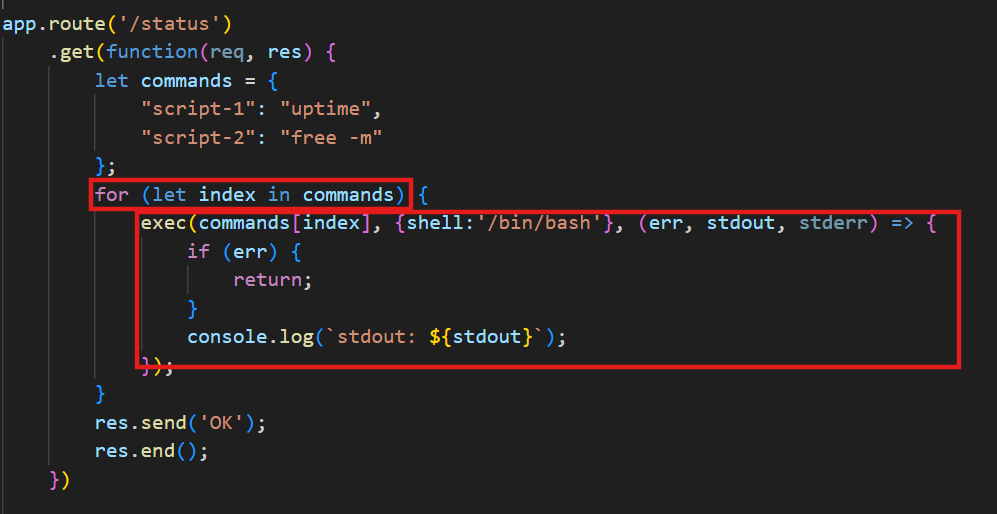 app.route('/status')
    .get(function(req, res) {
        let commands = {
            "script-1": "uptime",
            "script-2": "free -m"
        };
        for (let index in commands) {
            exec(commands[index], {shell:'/bin/bash'}, (err, stdout, stderr) => {
                if (err) {
                    return;
                }
                console.log(`stdout: ${stdout}`);
            });
        }
        res.send('OK');
        res.end();
    })